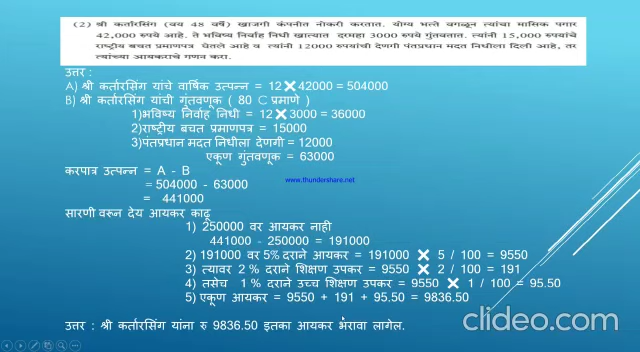 (2) श्री कर्तारसिंग (वय 48 वर्षे) खाजगी कंपनीत नोकरी करतात. योग्य भत्ते वगळून त्यांचा मासिक पगार
42,000 रुपये आहे. ते भविष्य निर्वाह निधी खात्यात दरमहा 3000 रुपये गुंतवतात. त्यांनी 15,000 रुपयांचे
राष्ट्रीय बचत प्रमाणपत्र घेतले आहे व त्यांनी 12000 रुपयांची देणगी पंतप्रधान मदत निधीला दिली आहे, तर
त्यांच्या आयकराचे गणन करा.
उत्तर :
A) श्री कर्तारसिंग यांचे वार्षिक उत्पन्न = 12 ❌ 42000 = 504000
B) श्री कर्तारसिंग यांची गुंतवणूक ( 80 C प्रमाणे )
1)भविष्य निर्वाह निधी = 12 ❌ 3000 = 36000
2)राष्ट्रीय बचत प्रमाणपत्र = 15000
3)पंतप्रधान मदत निधीला देणगी = 12000
एकूण गुंतवणूक = 63000
करपात्र उत्पन्न = A - B
= 504000 - 63000
www.thundershare.net
= 441000
सारणी वरून देय आयकर काढू
1) 250000 वर आयकर नाही
441000 - 250000 = 191000
2) 191000 वर 5% दराने आयकर = 191000 ❌ 5 / 100 = 9550
3) त्यावर 2 % दराने शिक्षण उपकर = 9550 ❌ 2 / 100 = 191
4) तसेच 1 % दराने उच्च शिक्षण उपकर = 9550 ❌ 1 / 100 = 95.50
5) एकूण आयकर = 9550 + 191 + 95.50 = 9836.50
उत्तर : श्री कर्तारसिंग यांना रु 9836.50 इतका आयकर भरावा लागेल.
clideo.com